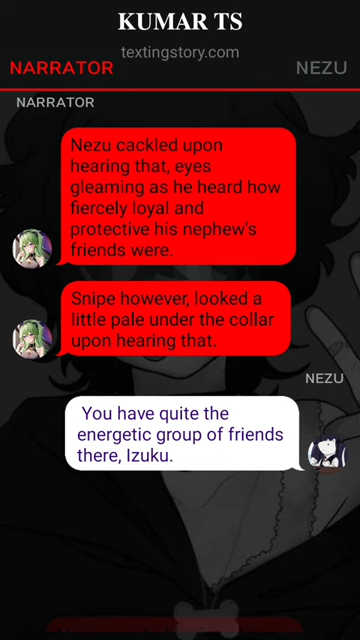 KUMAR TS
textingstory.com
NARRATOR
NEZU
NARRATOR
Nezu cackled upon
hearing that, eyes
gleaming as he heard how
fiercely loyal and
protective his nephew's
friends were.
Snipe however, looked a
little pale under the collar
upon hearing that.
NEZU
You have quite the
energetic group of friends
there, Izuku.